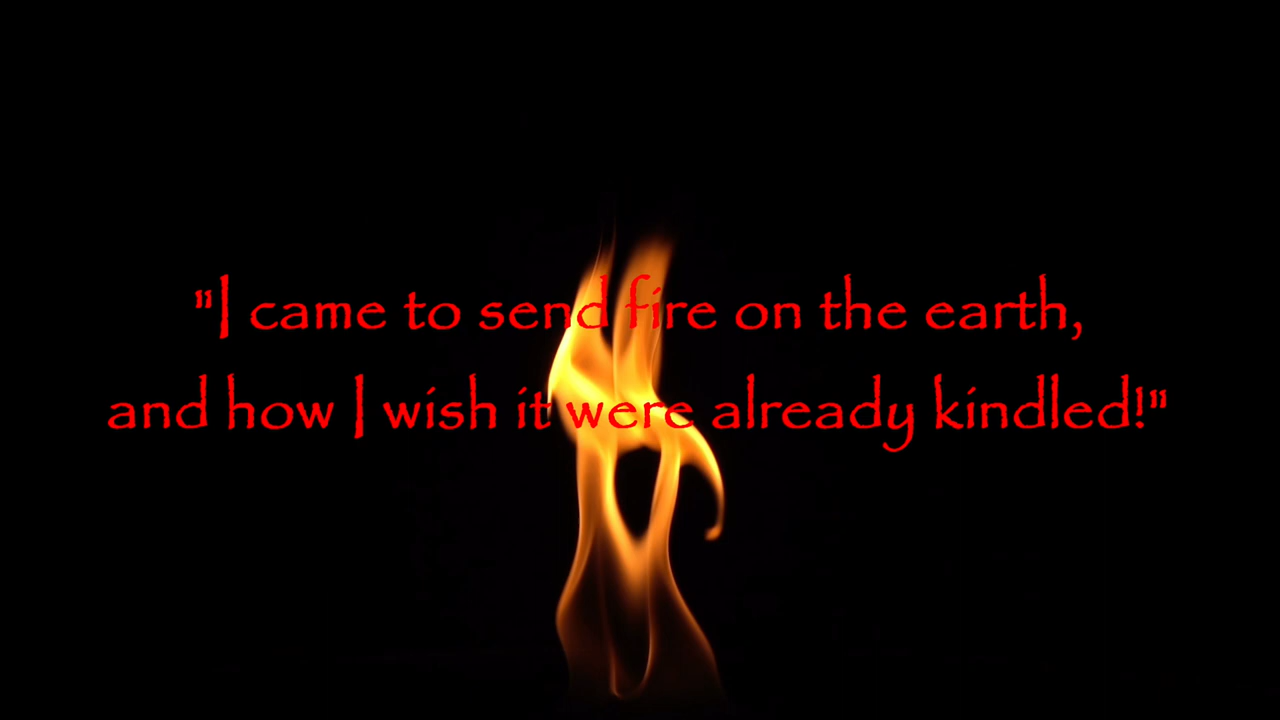 "I came to send fire on the earth,
and how I wish it were already kindled!"